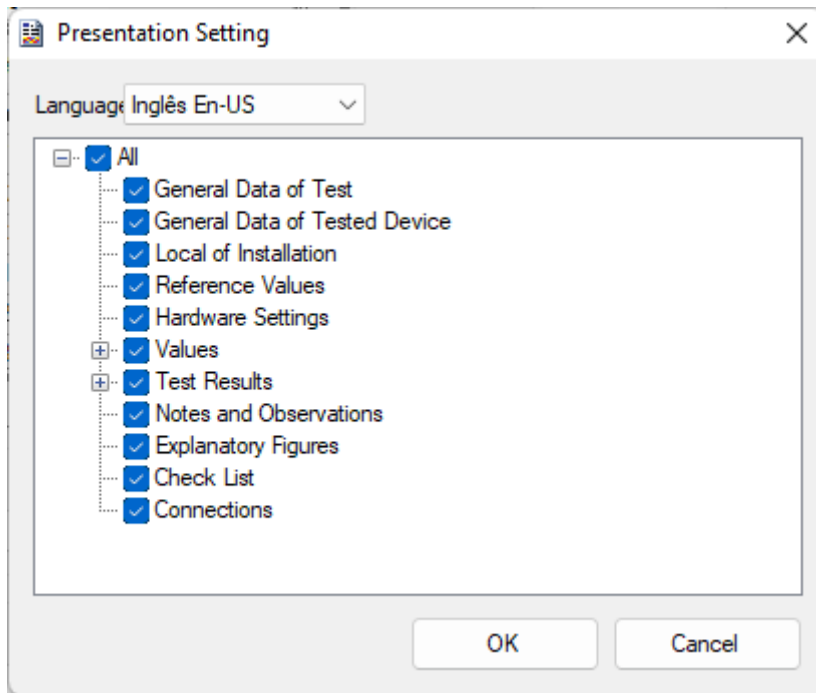 Presentation Setting
Language Inglês En-US
All
General Data of Test
General Data of Tested Device
Local of Installation
Reference Values
Hardware Settings
Values
Test Results
Notes and Observations
Explanatory Figures
Check List
Connections
OK Cancel